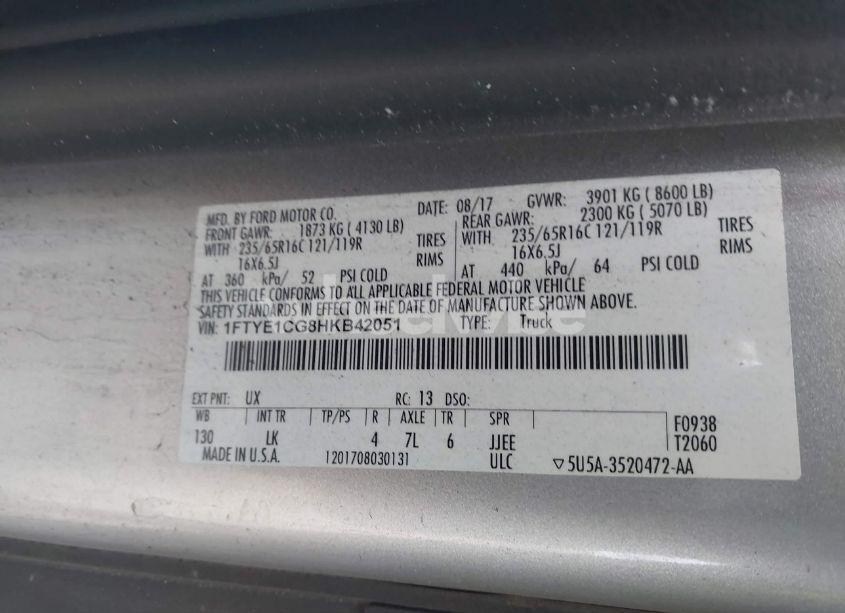 MFD. BY FORD MOTOR CO. DATE: 08/17 GVWR: 3901 KG ( 8600 LB)
FRONT GAWR: 1873 KG ( 4130 LB) REAR GAWR: 2300 KG ( 5070 LB)
WITH 235/65R16C 121/119R TIRES WITH 235/65R16C 121/119R TIRES
16X6.5J RIMS 16X6.5J RIMS
AT 360 kPa/ 52 PSI COLD AT 440 kPa/ 64 PSI COLD
THIS VEHICLE CONFORMS TO ALL APPLICABLE FEDERAL MOTOR VEHICLE
SAFETY STANDARDS IN EFFECT ON THE DATE OF MANUFACTURE SHOWN ABOVE.
VIN: 1FTYE1CG8HKB42051 TYPE: Truck
EXT PNT: UX RC: 13 DSO:
WB INT TR TP/PS R AXLE TR SPR F0938
130 LK 4 7L 6 JJEE T2060
MADE IN U.S.A. 1201708030131 ULC ▽5U5A-3520472-AA